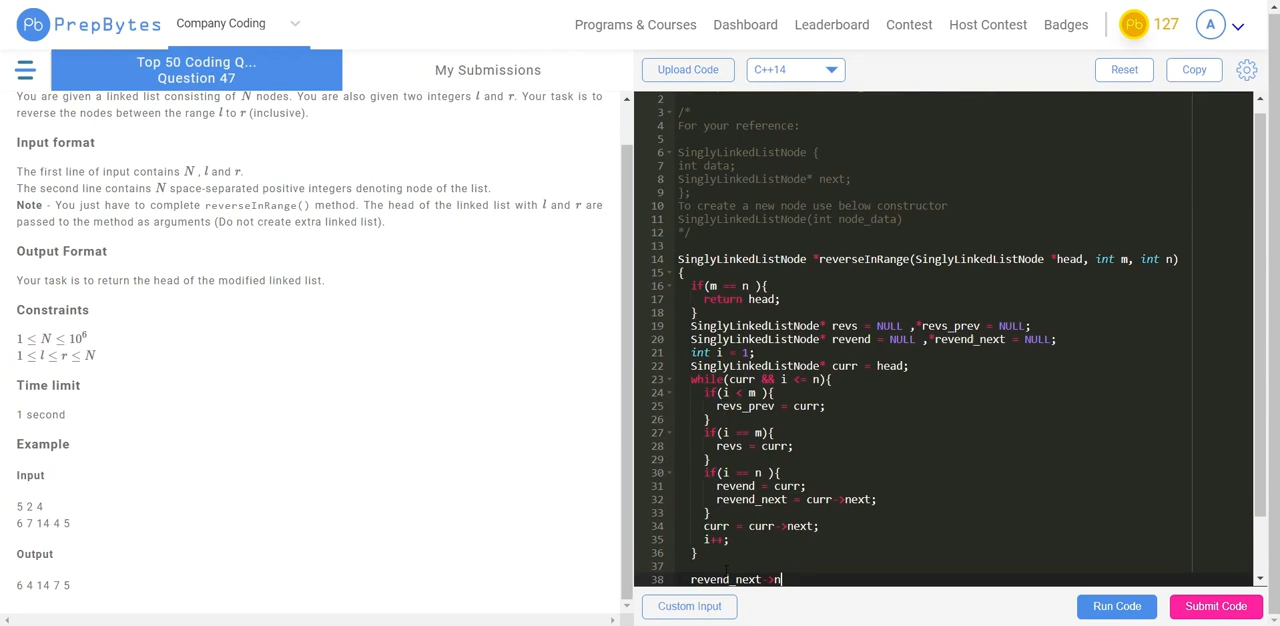 Pb PrepBytes
Company Coding
Programs & Courses
Dashboard
Leaderboard
Contest
Host Contest
Badges
Pb 127
A
Top 50 Coding Q...
Question 47
My Submissions
You are given a linked list consisting of N nodes. You are also given two integers l and r. Your task is to
reverse the nodes between the range l to r (inclusive).
Input format
The first line of input contains N , l and r.
The second line contains N space-separated positive integers denoting node of the list.
Note - You just have to complete reverseInRange() method. The head of the linked list with l and r are
passed to the method as arguments (Do not create extra linked list).
Output Format
Your task is to return the head of the modified linked list.
Constraints
1 ≤ N ≤ 10⁶
1 ≤ l ≤ r ≤ N
Time limit
1 second
Example
Input
5 2 4
6 7 14 4 5
Output
6 4 14 7 5
Upload Code
C++14
Reset
Copy
2
3 /*
4 For your reference:
5
6 SinglyLinkedListNode {
7 int data;
8 SinglyLinkedListNode* next;
9 };
10 To create a new node use below constructor
11 SinglyLinkedListNode(int node_data)
12 */
13
14 SinglyLinkedListNode *reverseInRange(SinglyLinkedListNode *head, int m, int n)
15 {
16 if(m == n ){
17 return head;
18 }
19 SinglyLinkedListNode* revs = NULL ,*revs_prev = NULL;
20 SinglyLinkedListNode* revend = NULL ,*revend_next = NULL;
21 int i = 1;
22 SinglyLinkedListNode* curr = head;
23 while(curr && i <= n){
24 if(i < m ){
25 revs_prev = curr;
26 }
27 if(i == m){
28 revs = curr;
29 }
30 if(i == n ){
31 revend = curr;
32 revend_next = curr->next;
33 }
34 curr = curr->next;
35 i++;
36 }
37
38 revend_next->n
Custom Input
Run Code
Submit Code